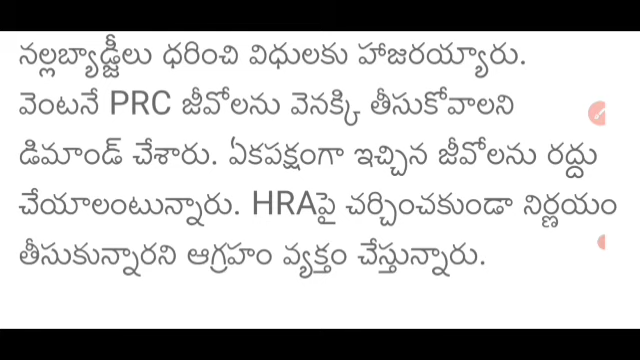 నల్లబ్యాడ్జీలు ధరించి విధులకు హాజరయ్యారు.
వెంటనే PRC జీవోలను వెనక్కి తీసుకోవాలని
డిమాండ్ చేశారు. ఏకపక్షంగా ఇచ్చిన జీవోలను రద్దు
చేయాలంటున్నారు. HRAపై చర్చించకుండా నిర్ణయం
తీసుకున్నారని ఆగ్రహం వ్యక్తం చేస్తున్నారు.